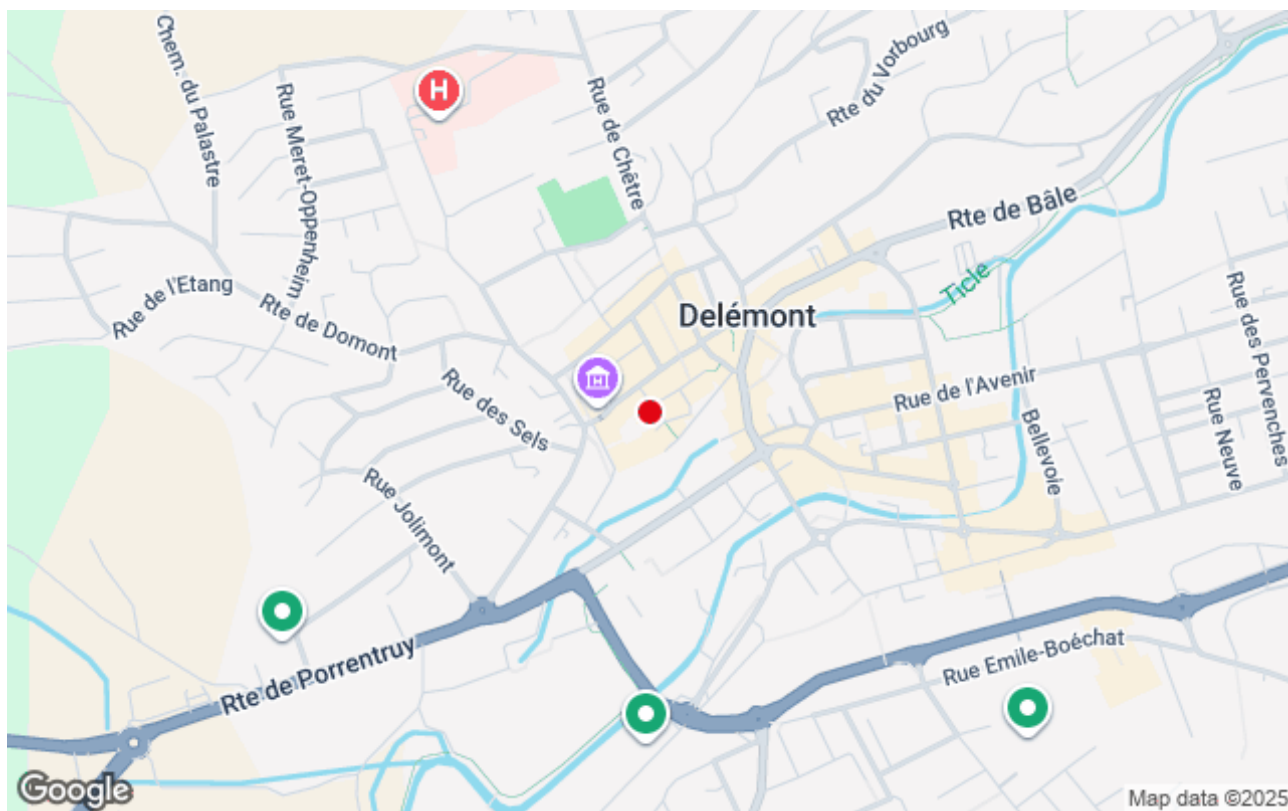 Chem. du Palastre
Rue Meret-Oppenheim
H
Rue de Chêtre
Rte du Vorbourg
Rte de Bâle
Ticle
Rue de l'Etang
Rte de Domont
Delémont
H
Rue des Sels
Rue de l'Avenir
Rue des Pervenches
Rue Neuve
Bellevoie
Rue Jolimont
Rte de Porrentruy
Rue Emile-Boéchat
Google
Map data ©2025